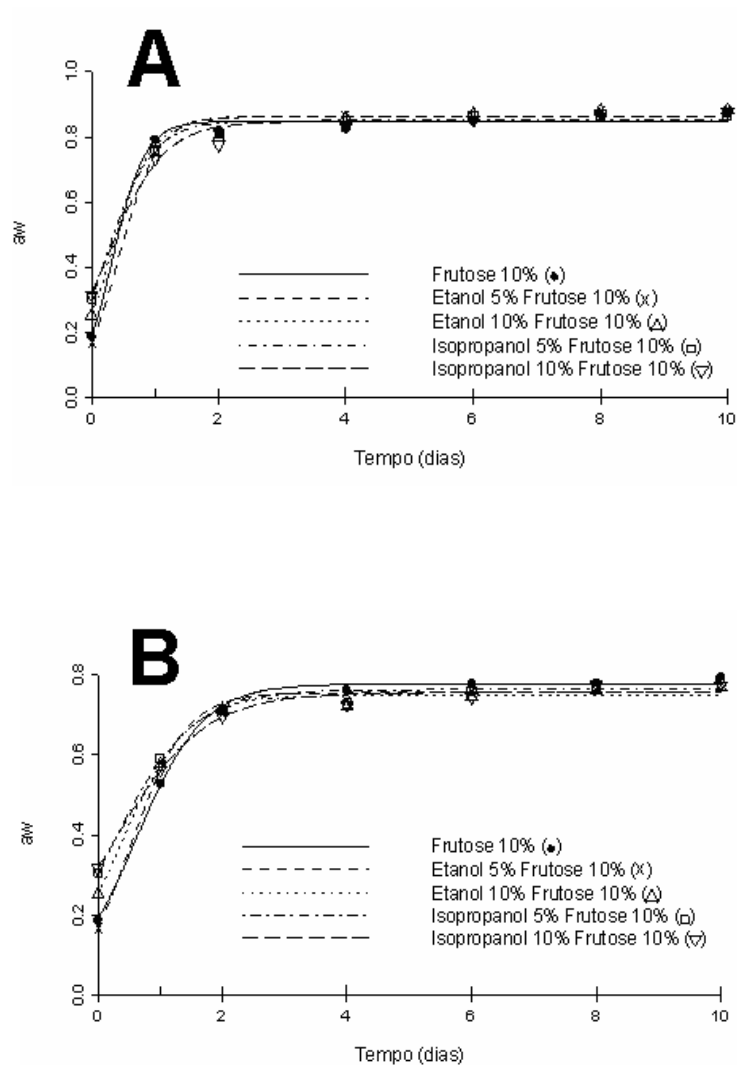 A
1.0
0.8
0.6
0.4
0.2
0.0
aw
Frutose 10% (•)
Etanol 5% Frutose 10% (x)
Etanol 10% Frutose 10% (△)
Isopropanol 5% Frutose 10% (□)
Isopropanol 10% Frutose 10% (▽)
0 2 4 6 8 10
Tempo (dias)
B
0.8
0.6
0.4
0.2
0.0
aw
Frutose 10% (•)
Etanol 5% Frutose 10% (x)
Etanol 10% Frutose 10% (△)
Isopropanol 5% Frutose 10% (□)
Isopropanol 10% Frutose 10% (▽)
0 2 4 6 8 10
Tempo (dias)